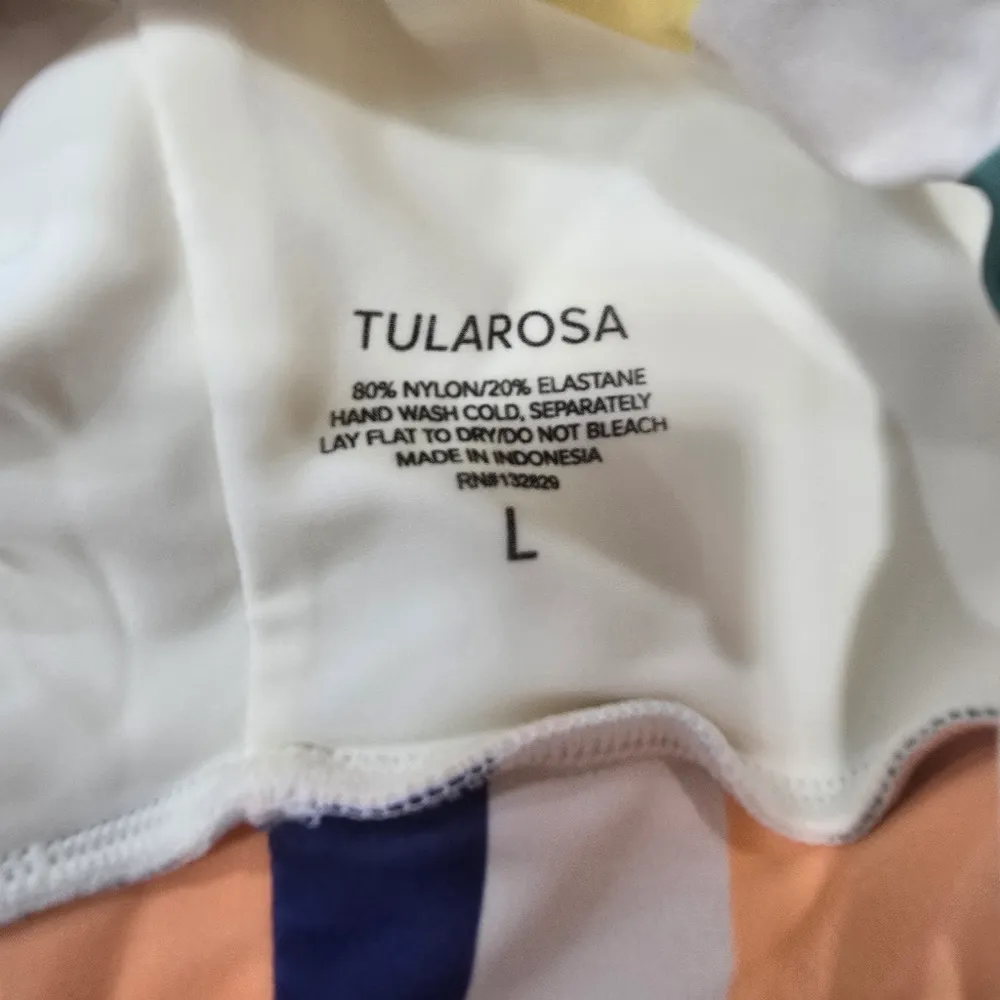 TULAROSA
80% NYLON/20% ELASTANE
HAND WASH COLD, SEPARATELY
LAY FLAT TO DRY/DO NOT BLEACH
MADE IN INDONESIA
RN#132829
L